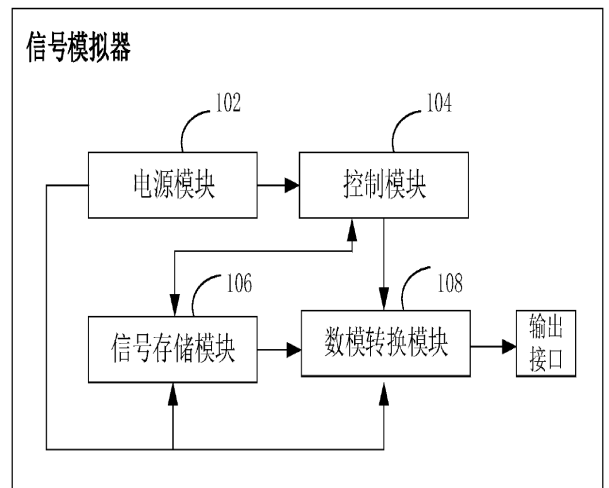 信号模拟器
102
104
电源模块
控制模块
106
108
信号存储模块
数模转换模块
输出
接口